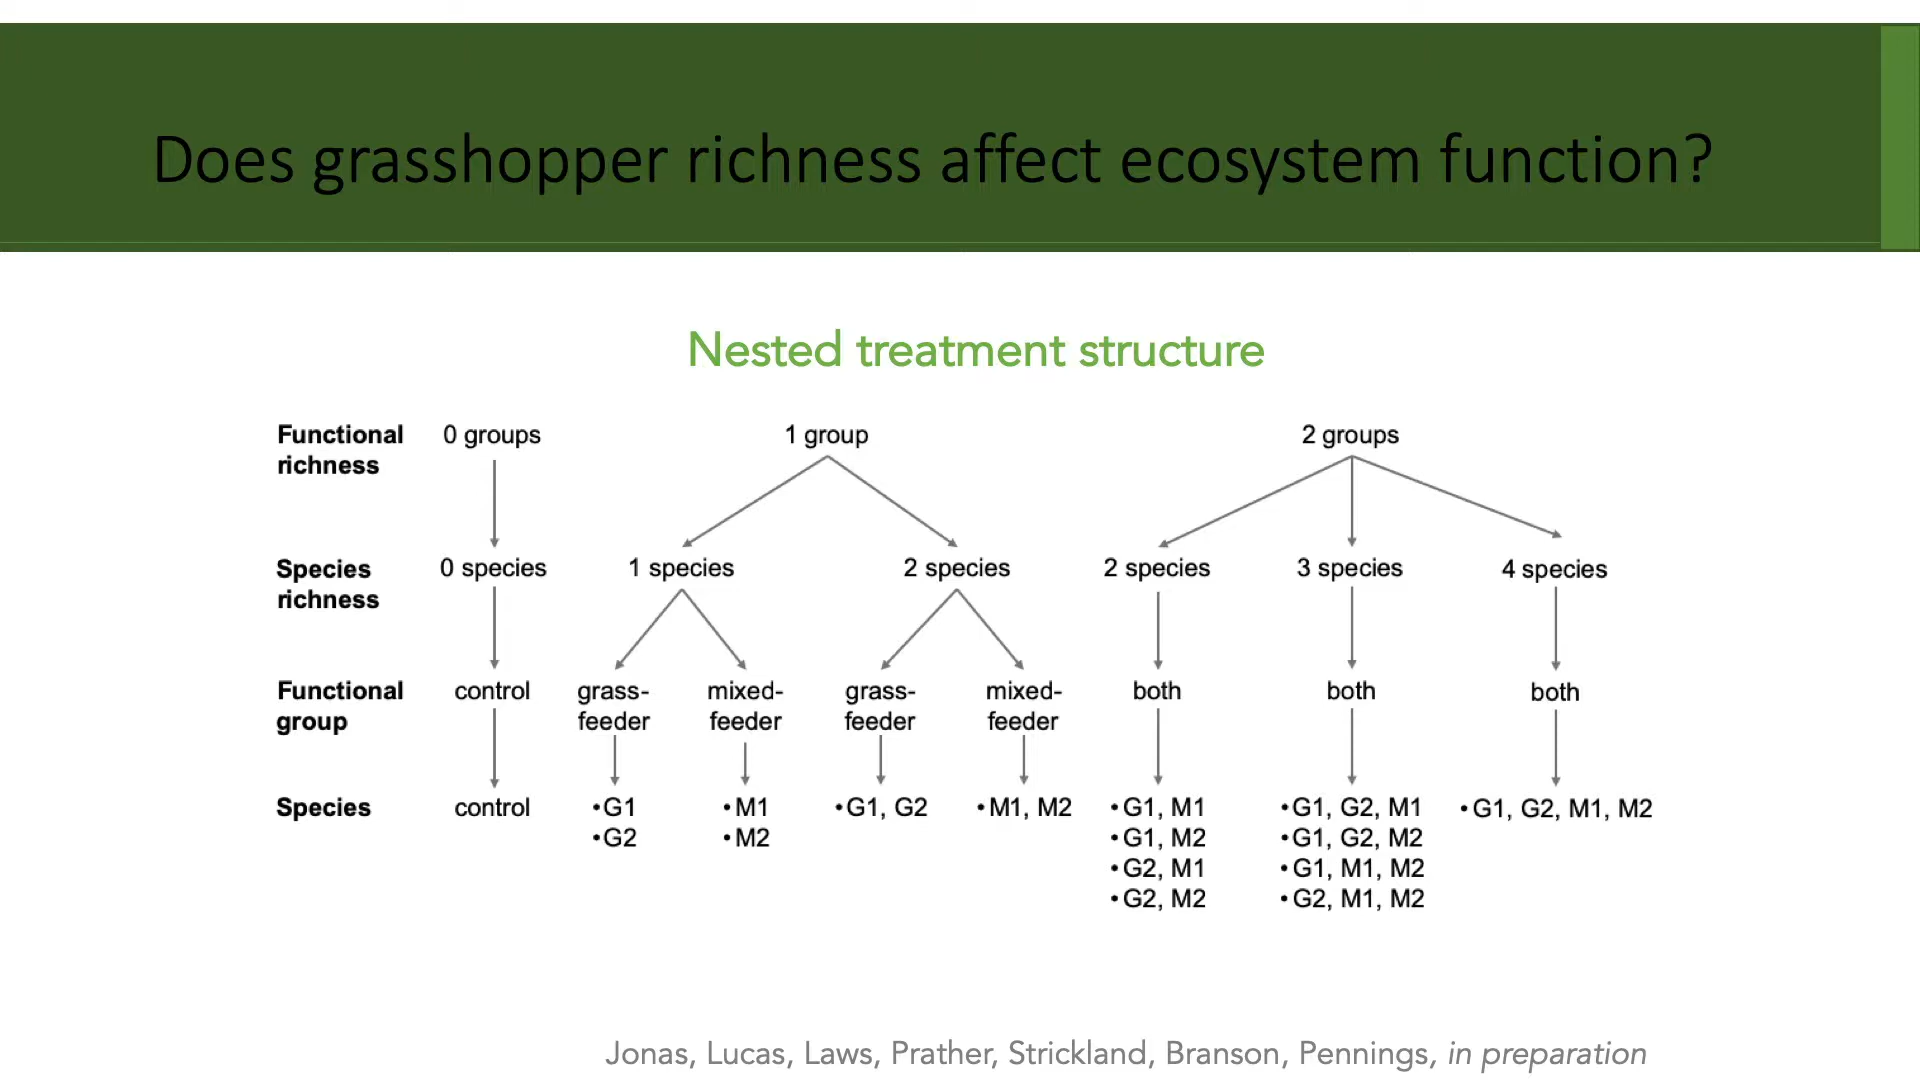 Does grasshopper richness affect ecosystem function?
Nested treatment structure
Functional richness
0 groups
1 group
2 groups
Species richness
0 species
1 species
2 species
2 species
3 species
4 species
Functional group
control
grass-feeder
mixed-feeder
grass-feeder
mixed-feeder
both
both
both
Species
control
•G1
•G2
•M1
•M2
•G1, G2
•M1, M2
•G1, M1
•G1, M2
•G2, M1
•G2, M2
•G1, G2, M1
•G1, G2, M2
•G1, M1, M2
•G2, M1, M2
•G1, G2, M1, M2
Jonas, Lucas, Laws, Prather, Strickland, Branson, Pennings, in preparation